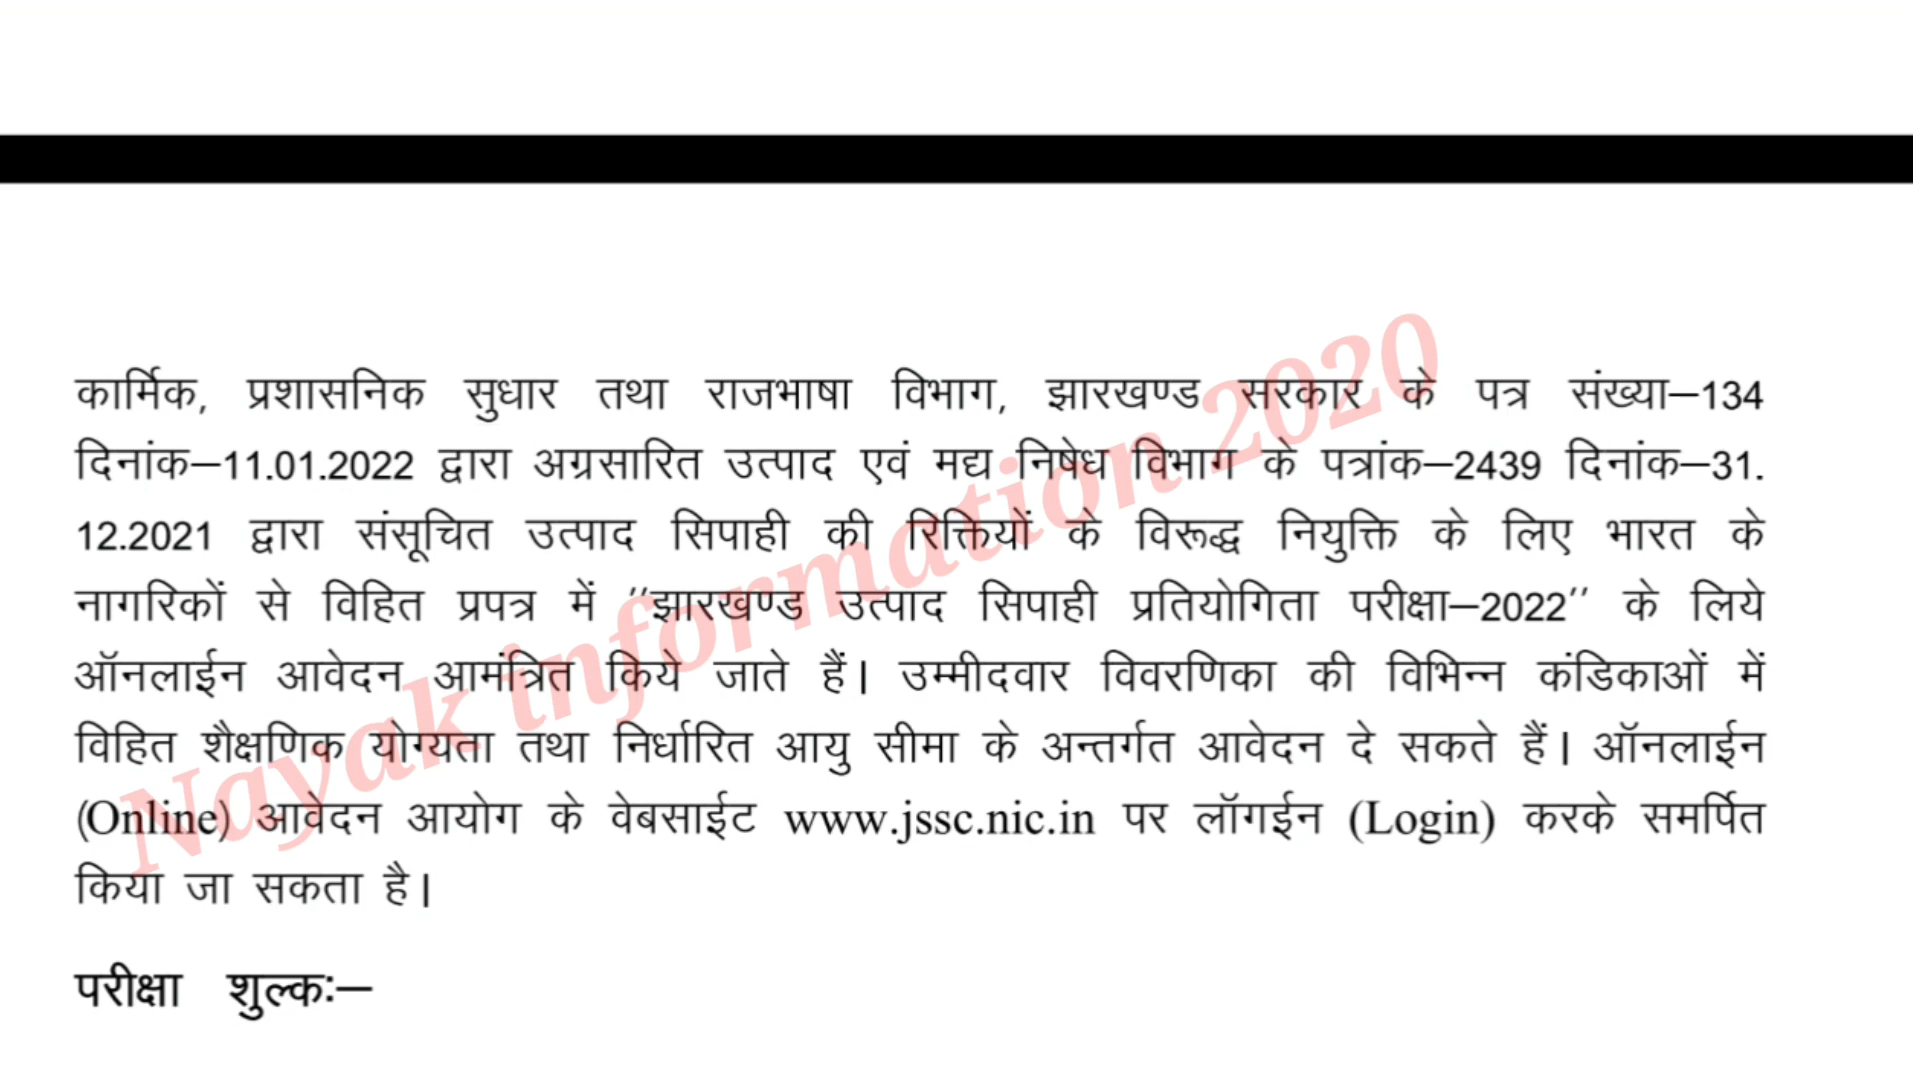 कार्मिक, प्रशासनिक सुधार तथा राजभाषा विभाग, झारखण्ड सरकार के पत्र संख्या–134
दिनांक–11.01.2022 द्वारा अग्रसारित उत्पाद एवं मद्य निषेध विभाग के पत्रांक–2439 दिनांक–31.
12.2021 द्वारा संसूचित उत्पाद सिपाही की रिक्तियों के विरूद्ध नियुक्ति के लिए भारत के
नागरिकों से विहित प्रपत्र में ''झारखण्ड उत्पाद सिपाही प्रतियोगिता परीक्षा–2022'' के लिये
ऑनलाईन आवेदन आमंत्रित किये जाते हैं। उम्मीदवार विवरणिका की विभिन्न कंडिकाओं में
विहित शैक्षणिक योग्यता तथा निर्धारित आयु सीमा के अन्तर्गत आवेदन दे सकते हैं। ऑनलाईन
(Online) आवेदन आयोग के वेबसाईट www.jssc.nic.in पर लॉगईन (Login) करके समर्पित
किया जा सकता है।
परीक्षा शुल्कः–
Nayak information 2020